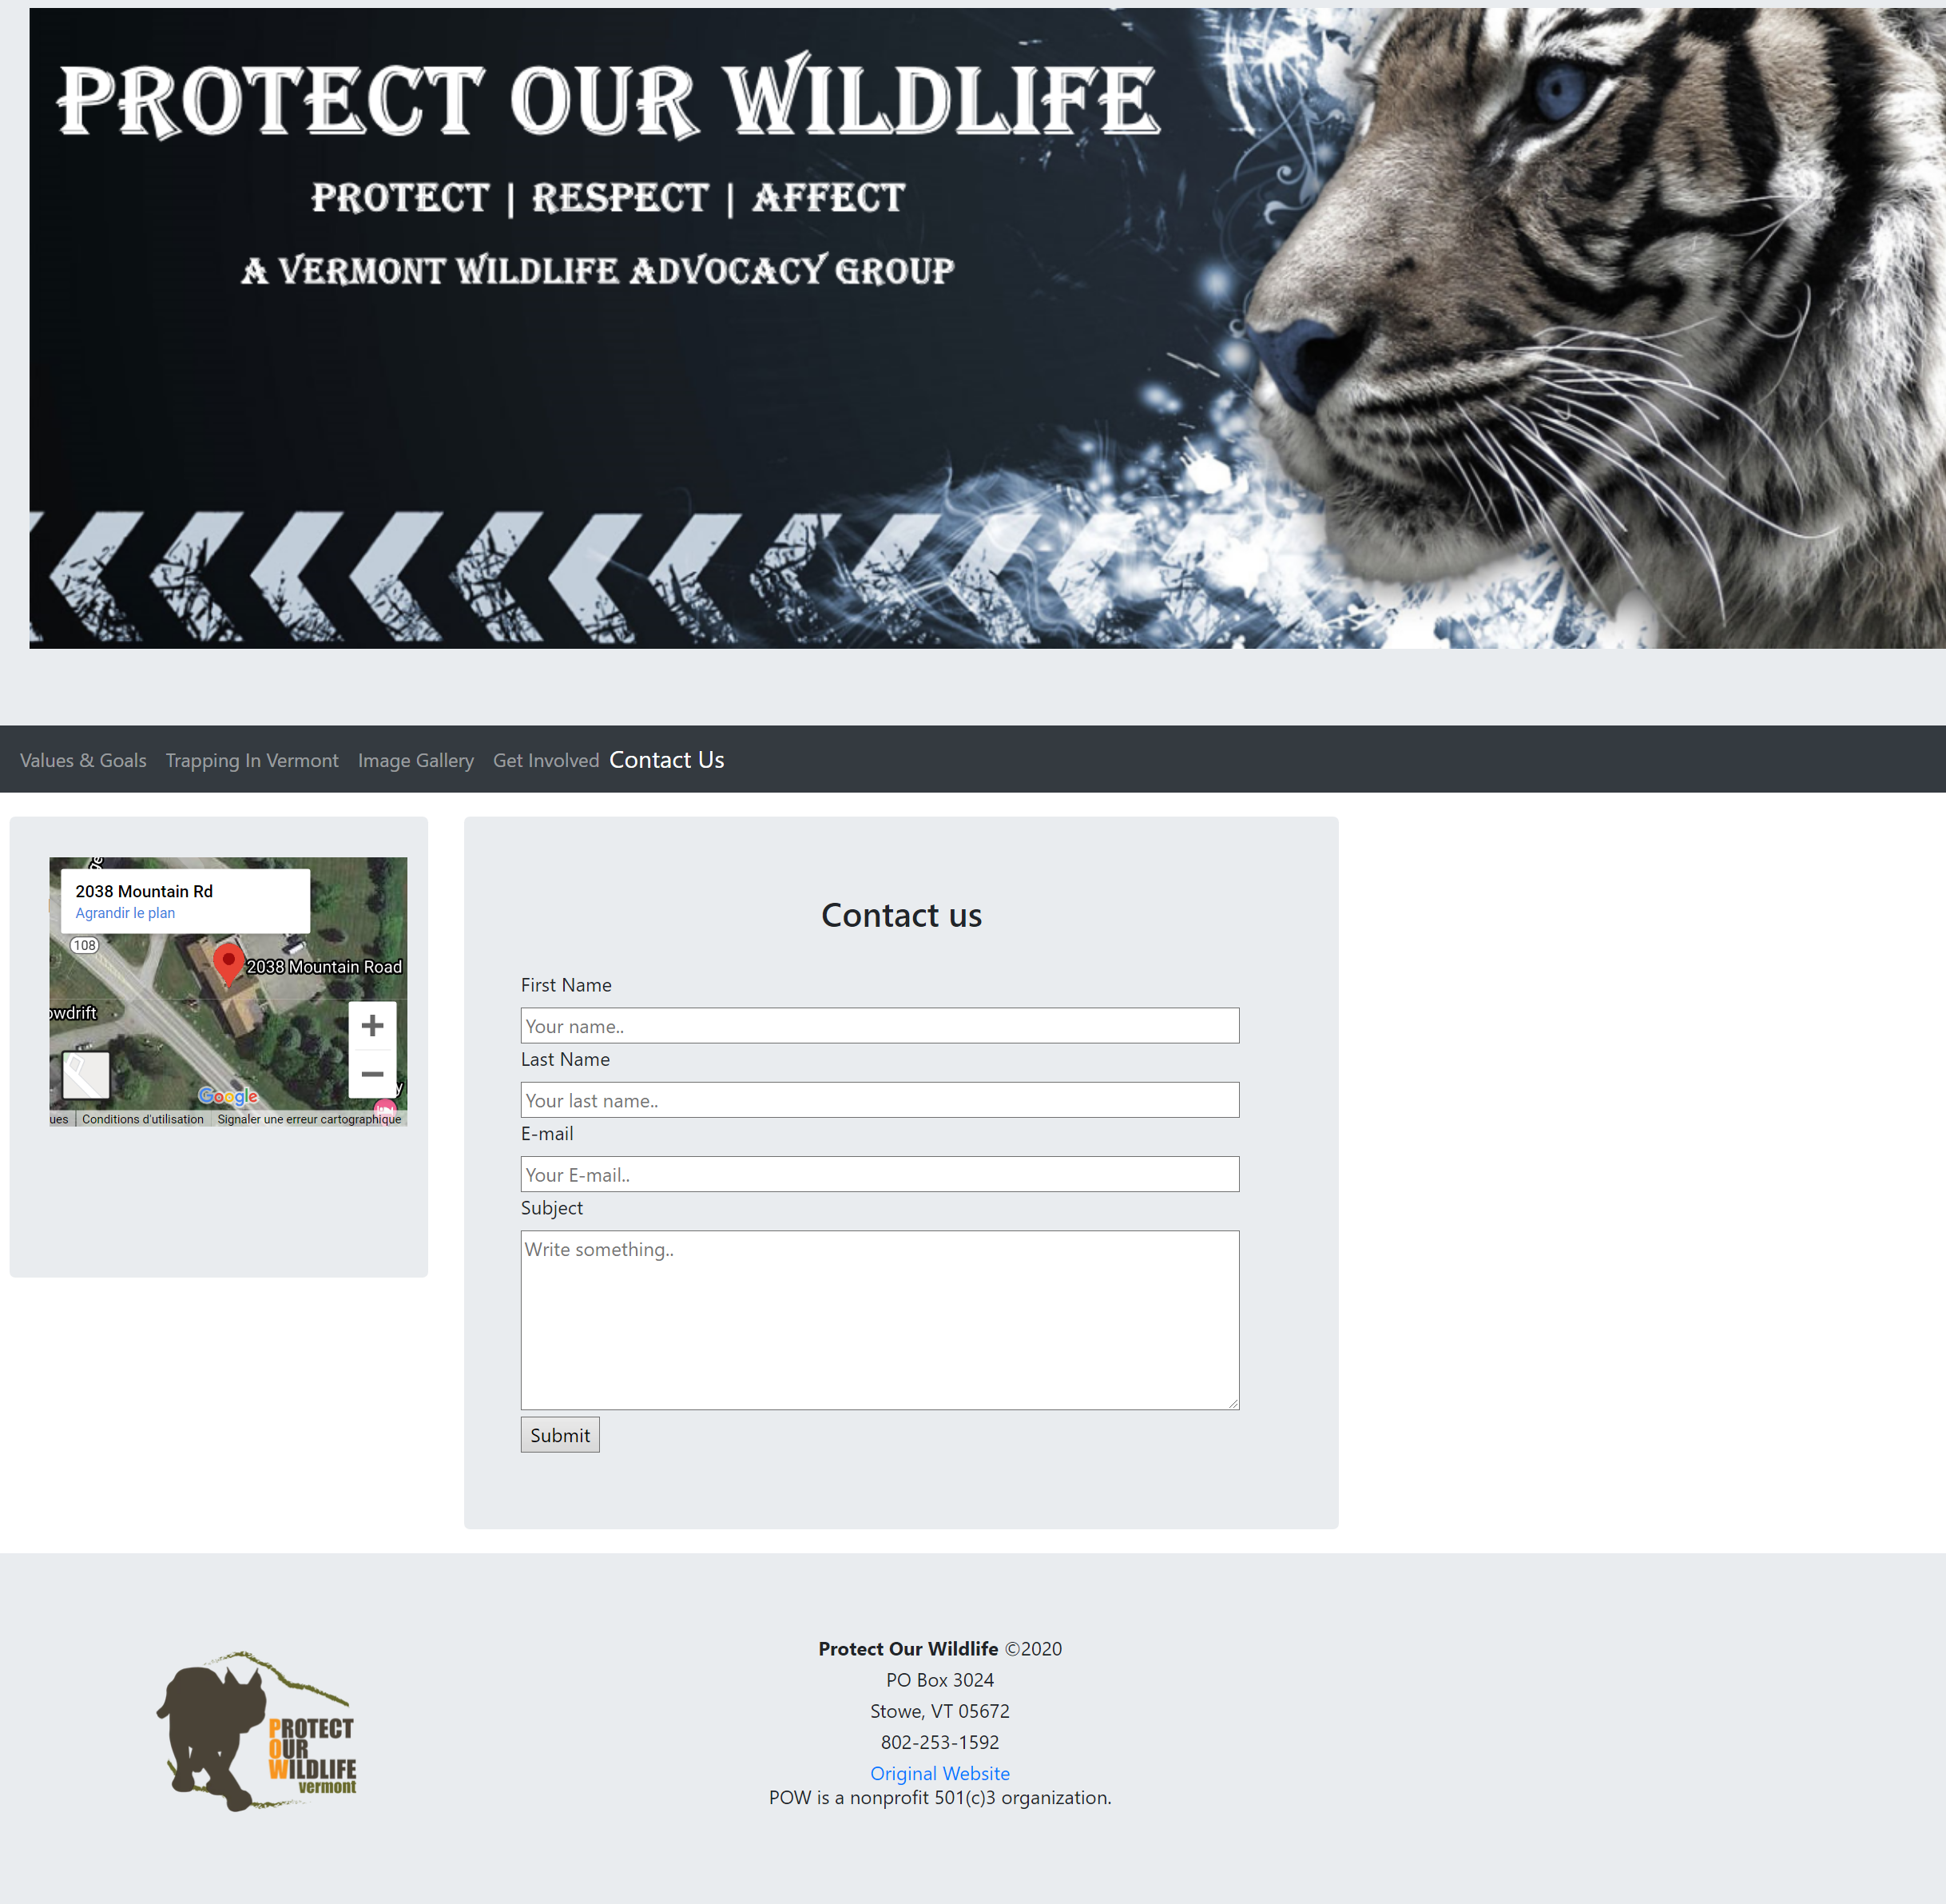 PROTECT OUR WILDLIFE
PROTECT | RESPECT | AFFECT
A VERMONT WILDLIFE ADVOCACY GROUP
Values & Goals Trapping In Vermont Image Gallery Get Involved Contact Us
2038 Mountain Rd
Agrandir le plan
108
2038 Mountain Road
owdrift
y
Google
ues Conditions d'utilisation Signaler une erreur cartographique
Contact us
First Name
Your name..
Last Name
Your last name..
E-mail
Your E-mail..
Subject
Write something..
Submit
PROTECT
OUR
WILDLIFE
vermont
Protect Our Wildlife ©2020
PO Box 3024
Stowe, VT 05672
802-253-1592
Original Website
POW is a nonprofit 501(c)3 organization.